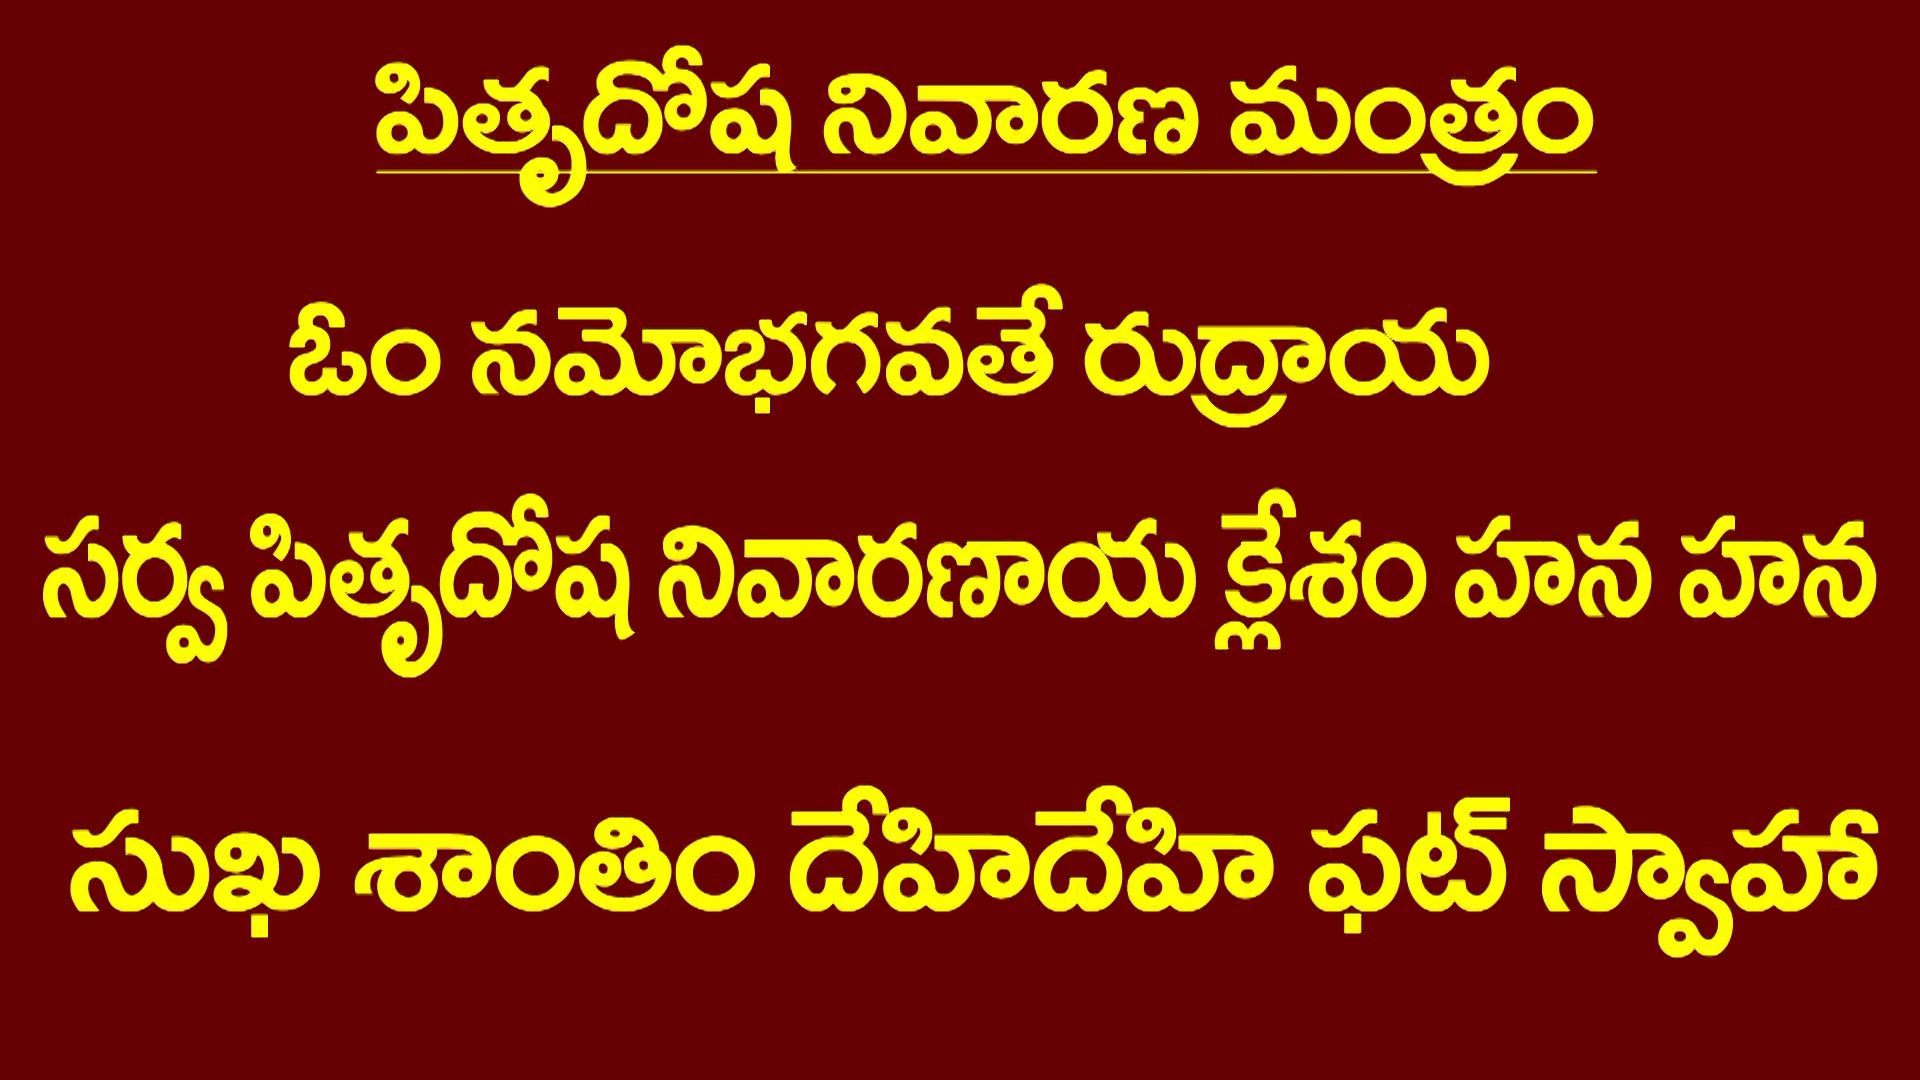 పితృదోష నివారణ మంత్రం
ఓం నమోభగవతే రుద్రాయ
సర్వ పితృదోష నివారణాయ క్లేశం హన హన
సుఖ శాంతిం దేహిదేహి ఫట్ స్వాహా